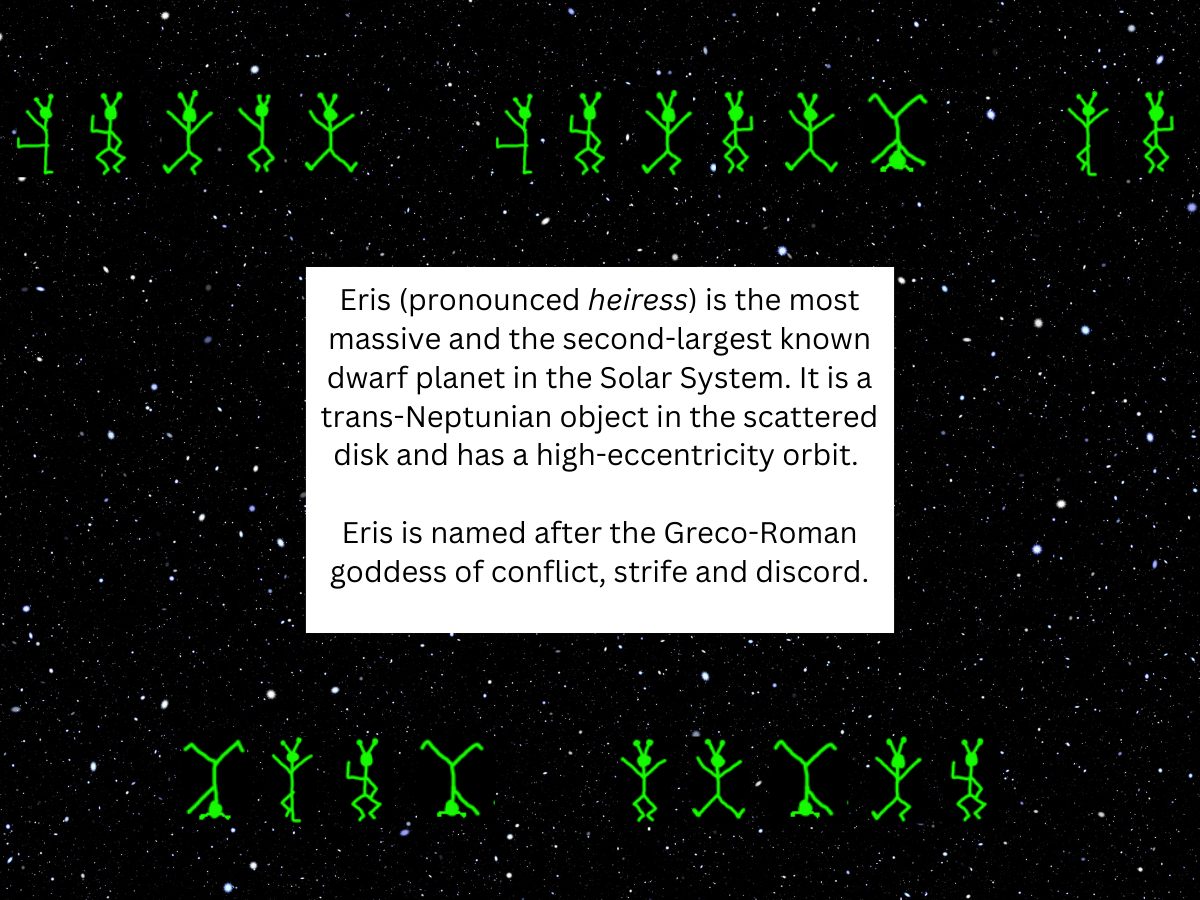 Eris (pronounced heiress) is the most
massive and the second-largest known
dwarf planet in the Solar System. It is a
trans-Neptunian object in the scattered
disk and has a high-eccentricity orbit.
Eris is named after the Greco-Roman
goddess of conflict, strife and discord.